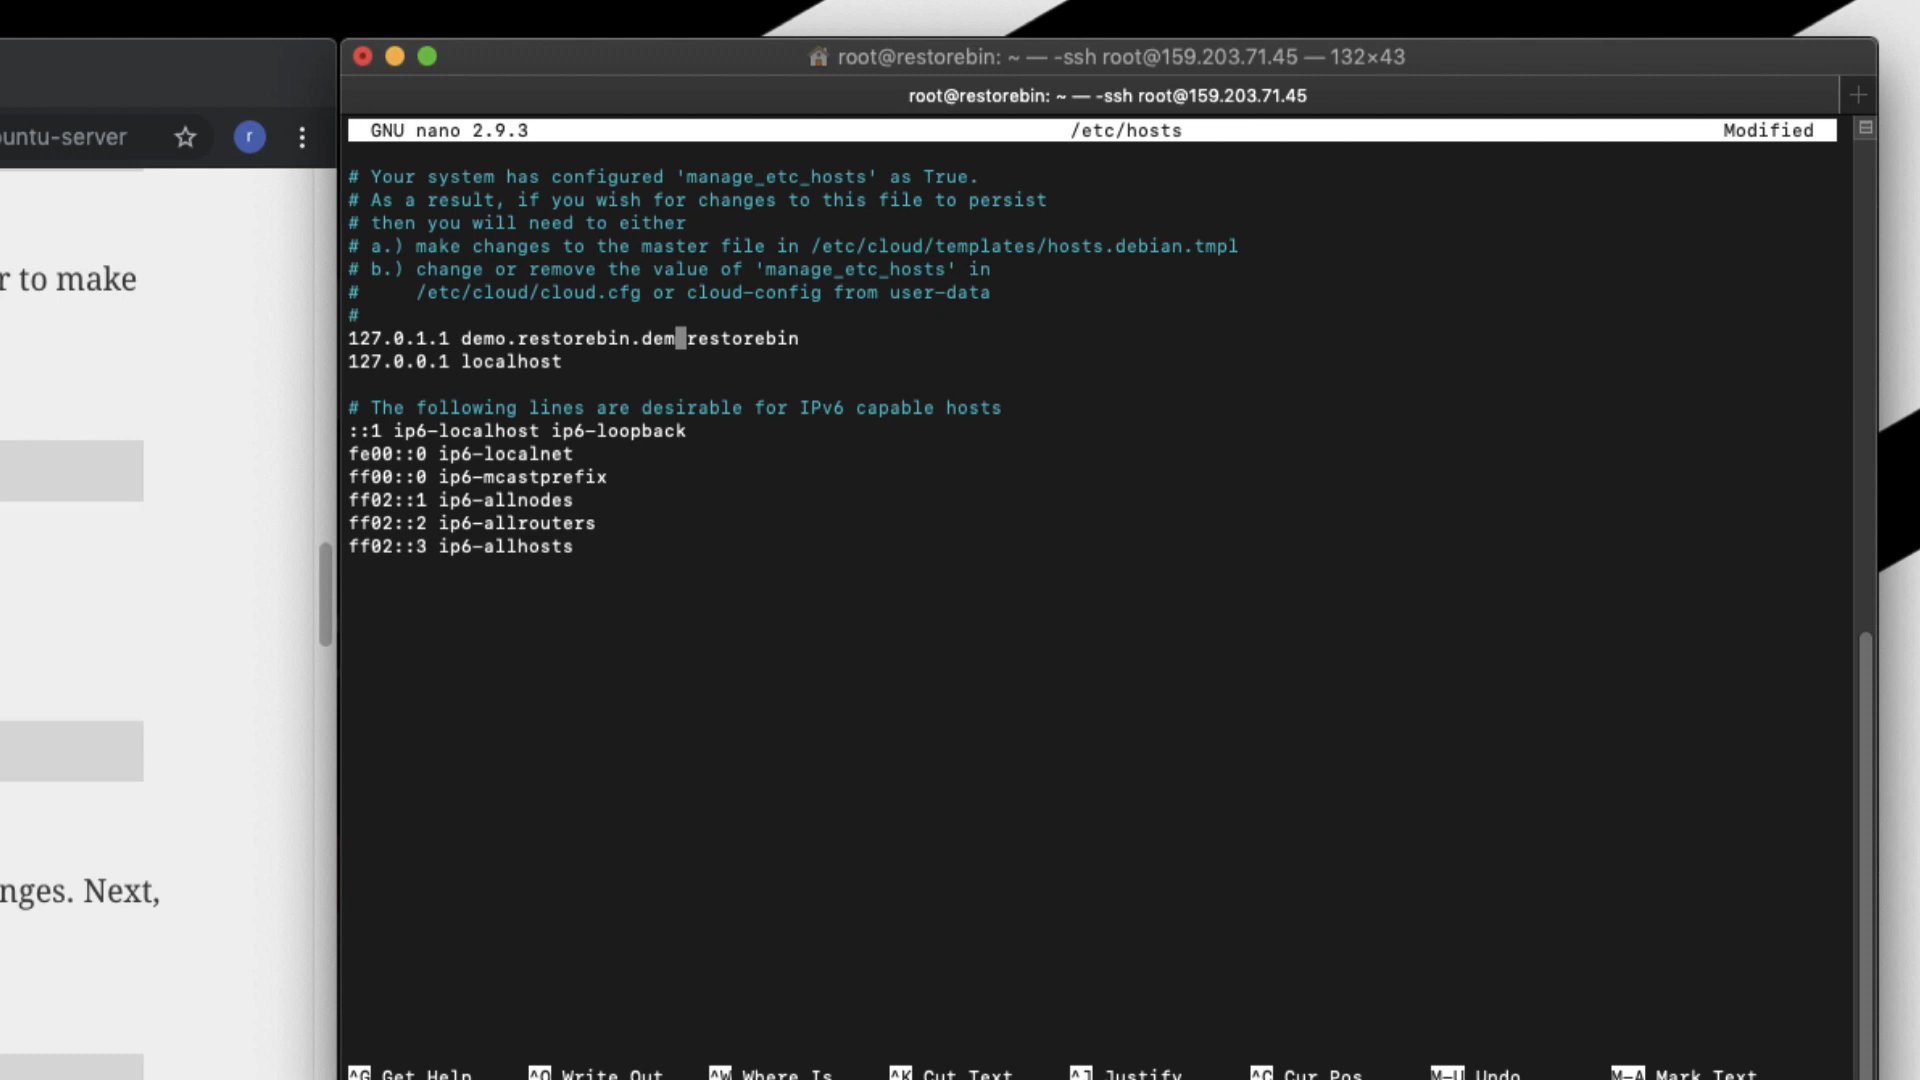 root@restorebin: ~ — -ssh root@159.203.71.45 — 132×43
root@restorebin: ~ — -ssh root@159.203.71.45
untu-server
r
GNU nano 2.9.3 /etc/hosts Modified
# Your system has configured 'manage_etc_hosts' as True.
# As a result, if you wish for changes to this file to persist
# then you will need to either
# a.) make changes to the master file in /etc/cloud/templates/hosts.debian.tmpl
# b.) change or remove the value of 'manage_etc_hosts' in
#     /etc/cloud/cloud.cfg or cloud-config from user-data
#
127.0.1.1 demo.restorebin.dem restorebin
127.0.0.1 localhost
# The following lines are desirable for IPv6 capable hosts
::1 ip6-localhost ip6-loopback
fe00::0 ip6-localnet
ff00::0 ip6-mcastprefix
ff02::1 ip6-allnodes
ff02::2 ip6-allrouters
ff02::3 ip6-allhosts
r to make
nges. Next,
^G Get Help ^O Write Out ^W Where Is ^K Cut Text ^J Justify ^C Cur Pos M-U Undo M-A Mark Text